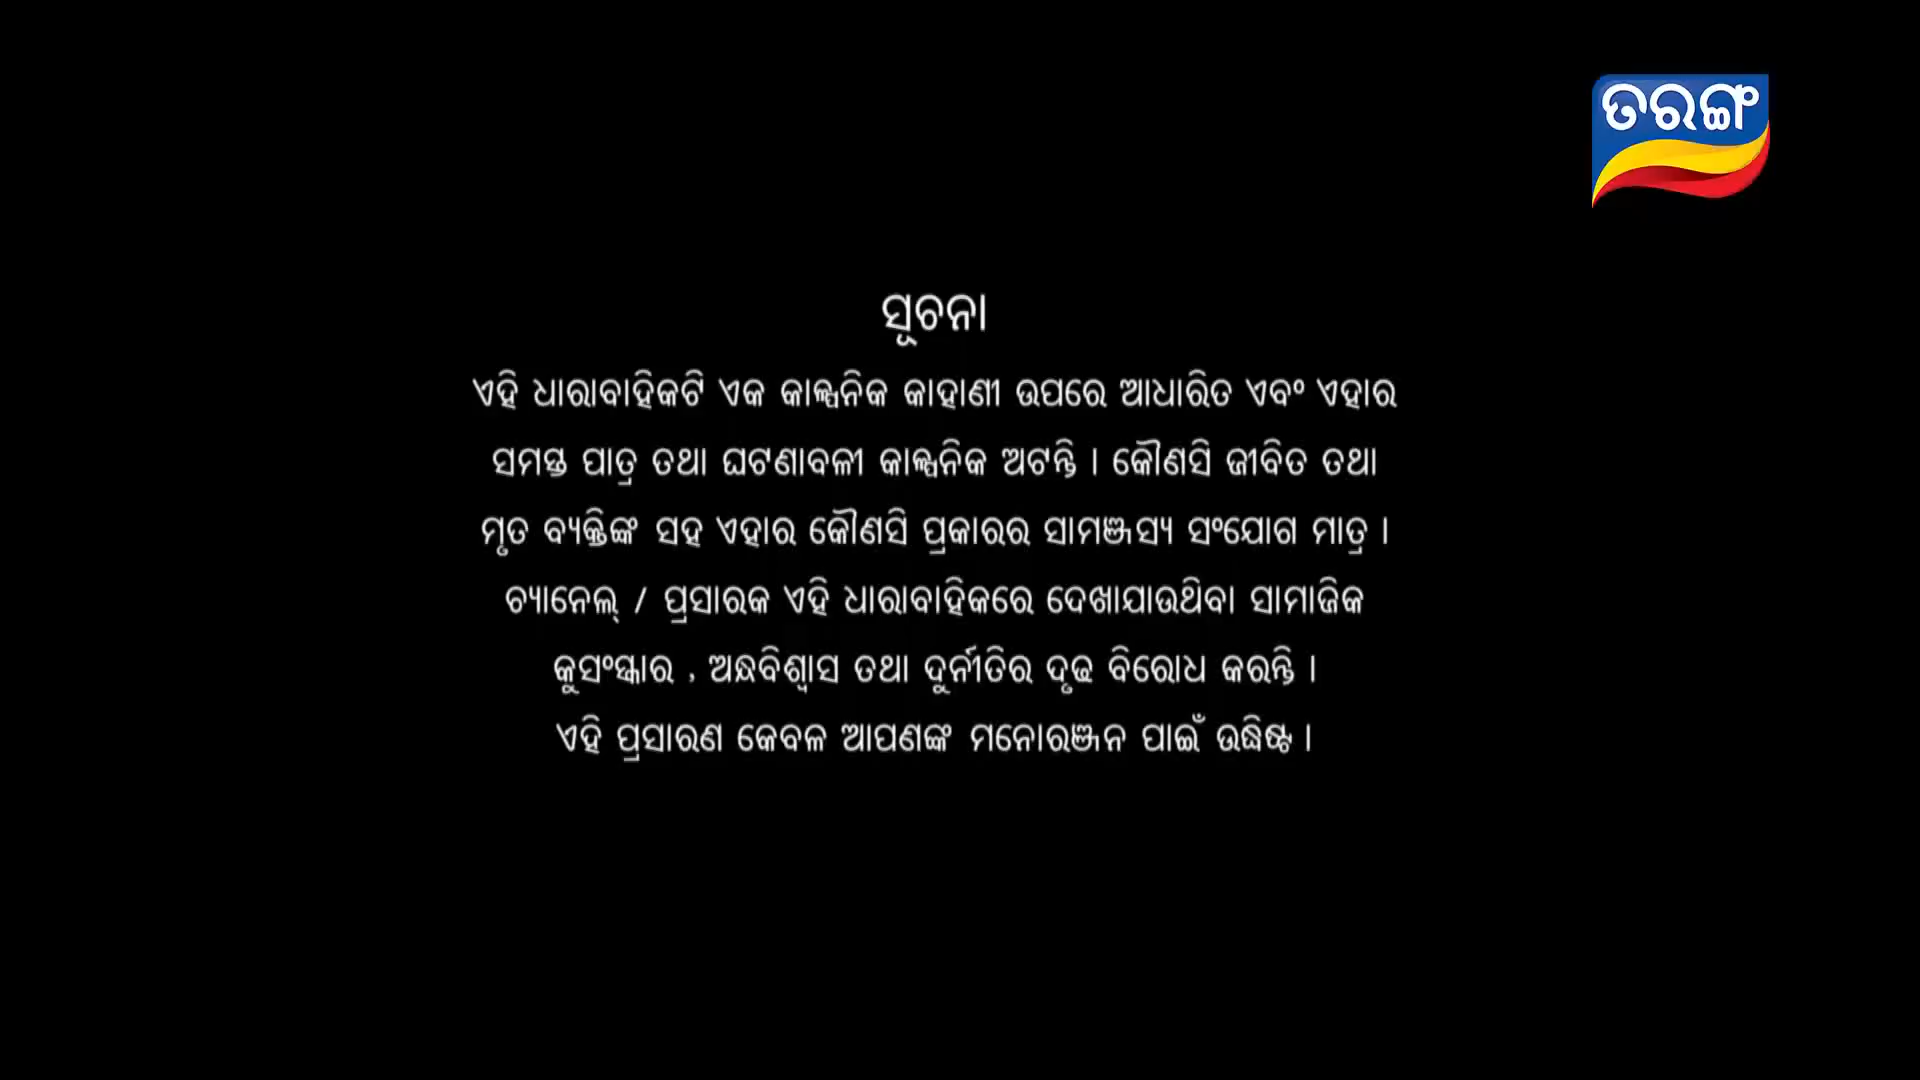 ତରଙ୍ଗ
ସୂଚନା
ଏହି ଧାରାବାହିକଟି ଏକ କାଳ୍ପନିକ କାହାଣୀ ଉପରେ ଆଧାରିତ ଏବଂ ଏହାର
ସମସ୍ତ ପାତ୍ର ତଥା ଘଟଣାବଳୀ କାଳ୍ପନିକ ଅଟନ୍ତି । କୌଣସି ଜୀବିତ ତଥା
ମୃତ ବ୍ୟକ୍ତିଙ୍କ ସହ ଏହାର କୌଣସି ପ୍ରକାରର ସାମଞ୍ଜସ୍ୟ ସଂଯୋଗ ମାତ୍ର ।
ଚ୍ୟାନେଲ୍ / ପ୍ରସାରକ ଏହି ଧାରାବାହିକରେ ଦେଖାଯାଉଥିବା ସାମାଜିକ
କୁସଂସ୍କାର , ଅନ୍ଧବିଶ୍ୱାସ ତଥା ଦୁର୍ନୀତିର ଦୃଢ ବିରୋଧ କରନ୍ତି ।
ଏହି ପ୍ରସାରଣ କେବଳ ଆପଣଙ୍କ ମନୋରଞ୍ଜନ ପାଇଁ ଉଦ୍ଧିଷ୍ଟ ।